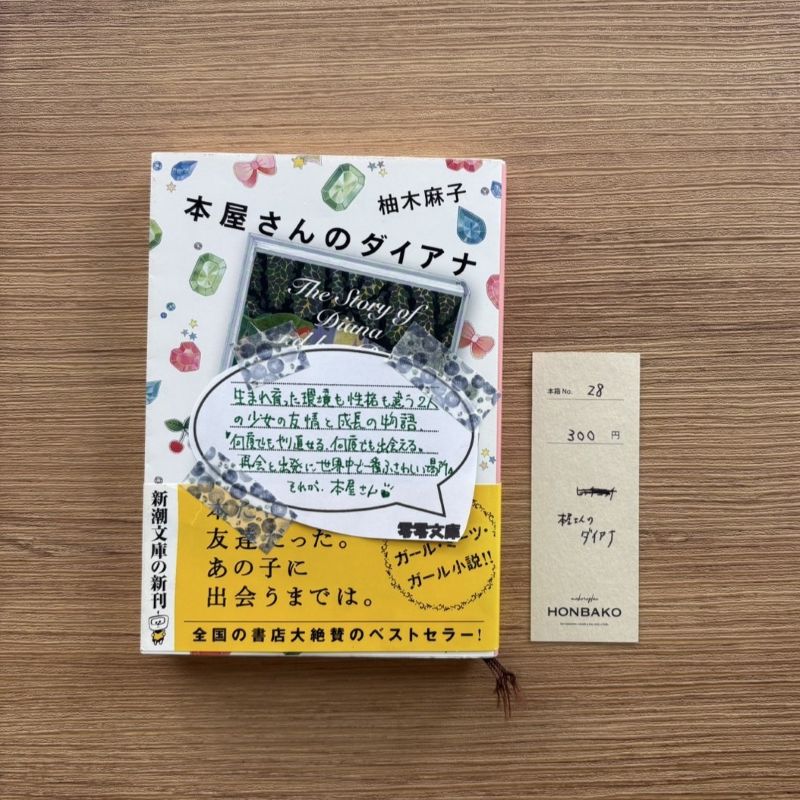 柚木麻子
本屋さんのダイアナ
The Story of
Diana
生まれ育った環境も性格も違う2人
の少女の友情と成長の物語。
何度でもやり直せる、何度でも出会える。
再会と出発に世界中で一番ふさわしい場所。
それが、本屋さん
零零文庫
友達だった。
あの子に
出会うまでは。
ガール・ミーツ・
ガール小説!!
全国の書店大絶賛のベストセラー!
新潮文庫の新刊
本箱 No. 28
300 円
本屋さんの
ダイアナ
HONBAKO